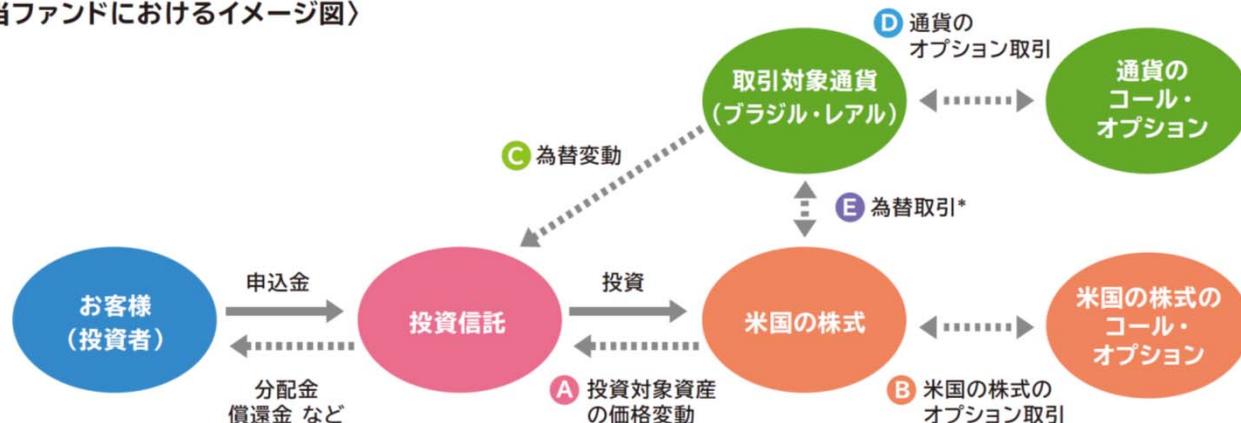 当ファンドにおけるイメージ図〉
D 通貨の
オプション取引
取引対象通貨
（ブラジル・レアル）
通貨の
コール・
オプション
C 為替変動
E 為替取引*
お客様
（投資者）
申込金
分配金
償還金 など
投資信託
投資
A 投資対象資産
の価格変動
米国の株式
B 米国の株式の
オプション取引
米国の株式の
コール・
オプション